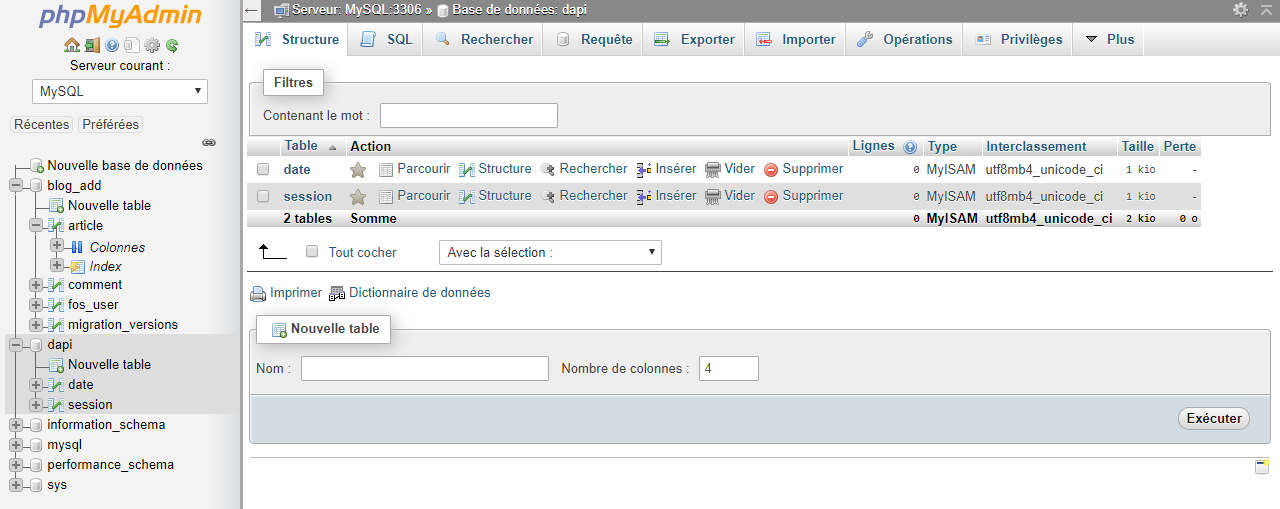 phpMyAdmin
Serveur courant :
MySQL
Récentes Préférées
Nouvelle base de données
blog_add
Nouvelle table
article
Colonnes
Index
comment
fos_user
migration_versions
dapi
Nouvelle table
date
session
information_schema
mysql
performance_schema
sys
Serveur: MySQL:3306 » Base de données: dapi
Structure SQL Rechercher Requête Exporter Importer Opérations Privilèges Plus
Filtres
Contenant le mot :
Table Action Lignes Type Interclassement Taille Perte
date Parcourir Structure Rechercher Insérer Vider Supprimer 0 MyISAM utf8mb4_unicode_ci 1 kio -
session Parcourir Structure Rechercher Insérer Vider Supprimer 0 MyISAM utf8mb4_unicode_ci 1 kio -
2 tables Somme 0 MyISAM utf8mb4_unicode_ci 2 kio 0 o
Tout cocher Avec la sélection :
Imprimer Dictionnaire de données
Nouvelle table
Nom : Nombre de colonnes : 4
Exécuter